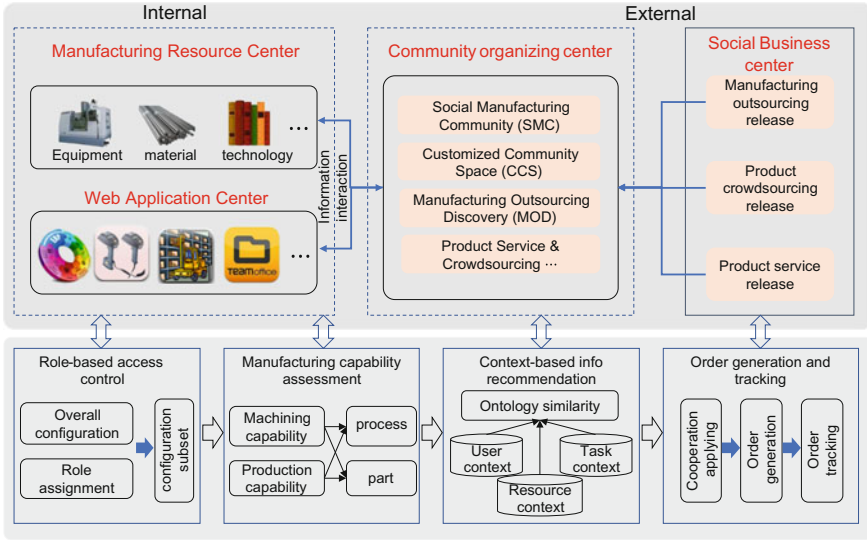 Internal
External
Manufacturing Resource Center
Equipment
material
technology
...
Web Application Center
TEAMoffice
...
Information
interaction
Community organizing center
Social Manufacturing
Community (SMC)
Customized Community
Space (CCS)
Manufacturing Outsourcing
Discovery (MOD)
Product Service &
Crowdsourcing ...
Social Business
center
Manufacturing
outsourcing
release
Product
crowdsourcing
release
Product service
release
Role-based access
control
Overall
configuration
Role
assignment
configuration
subset
Manufacturing capability
assessment
Machining
capability
Production
capability
process
part
Context-based info
recommendation
Ontology similarity
User
context
Task
context
Resource
context
Order generation and
tracking
Cooperation
applying
Order
generation
Order
tracking